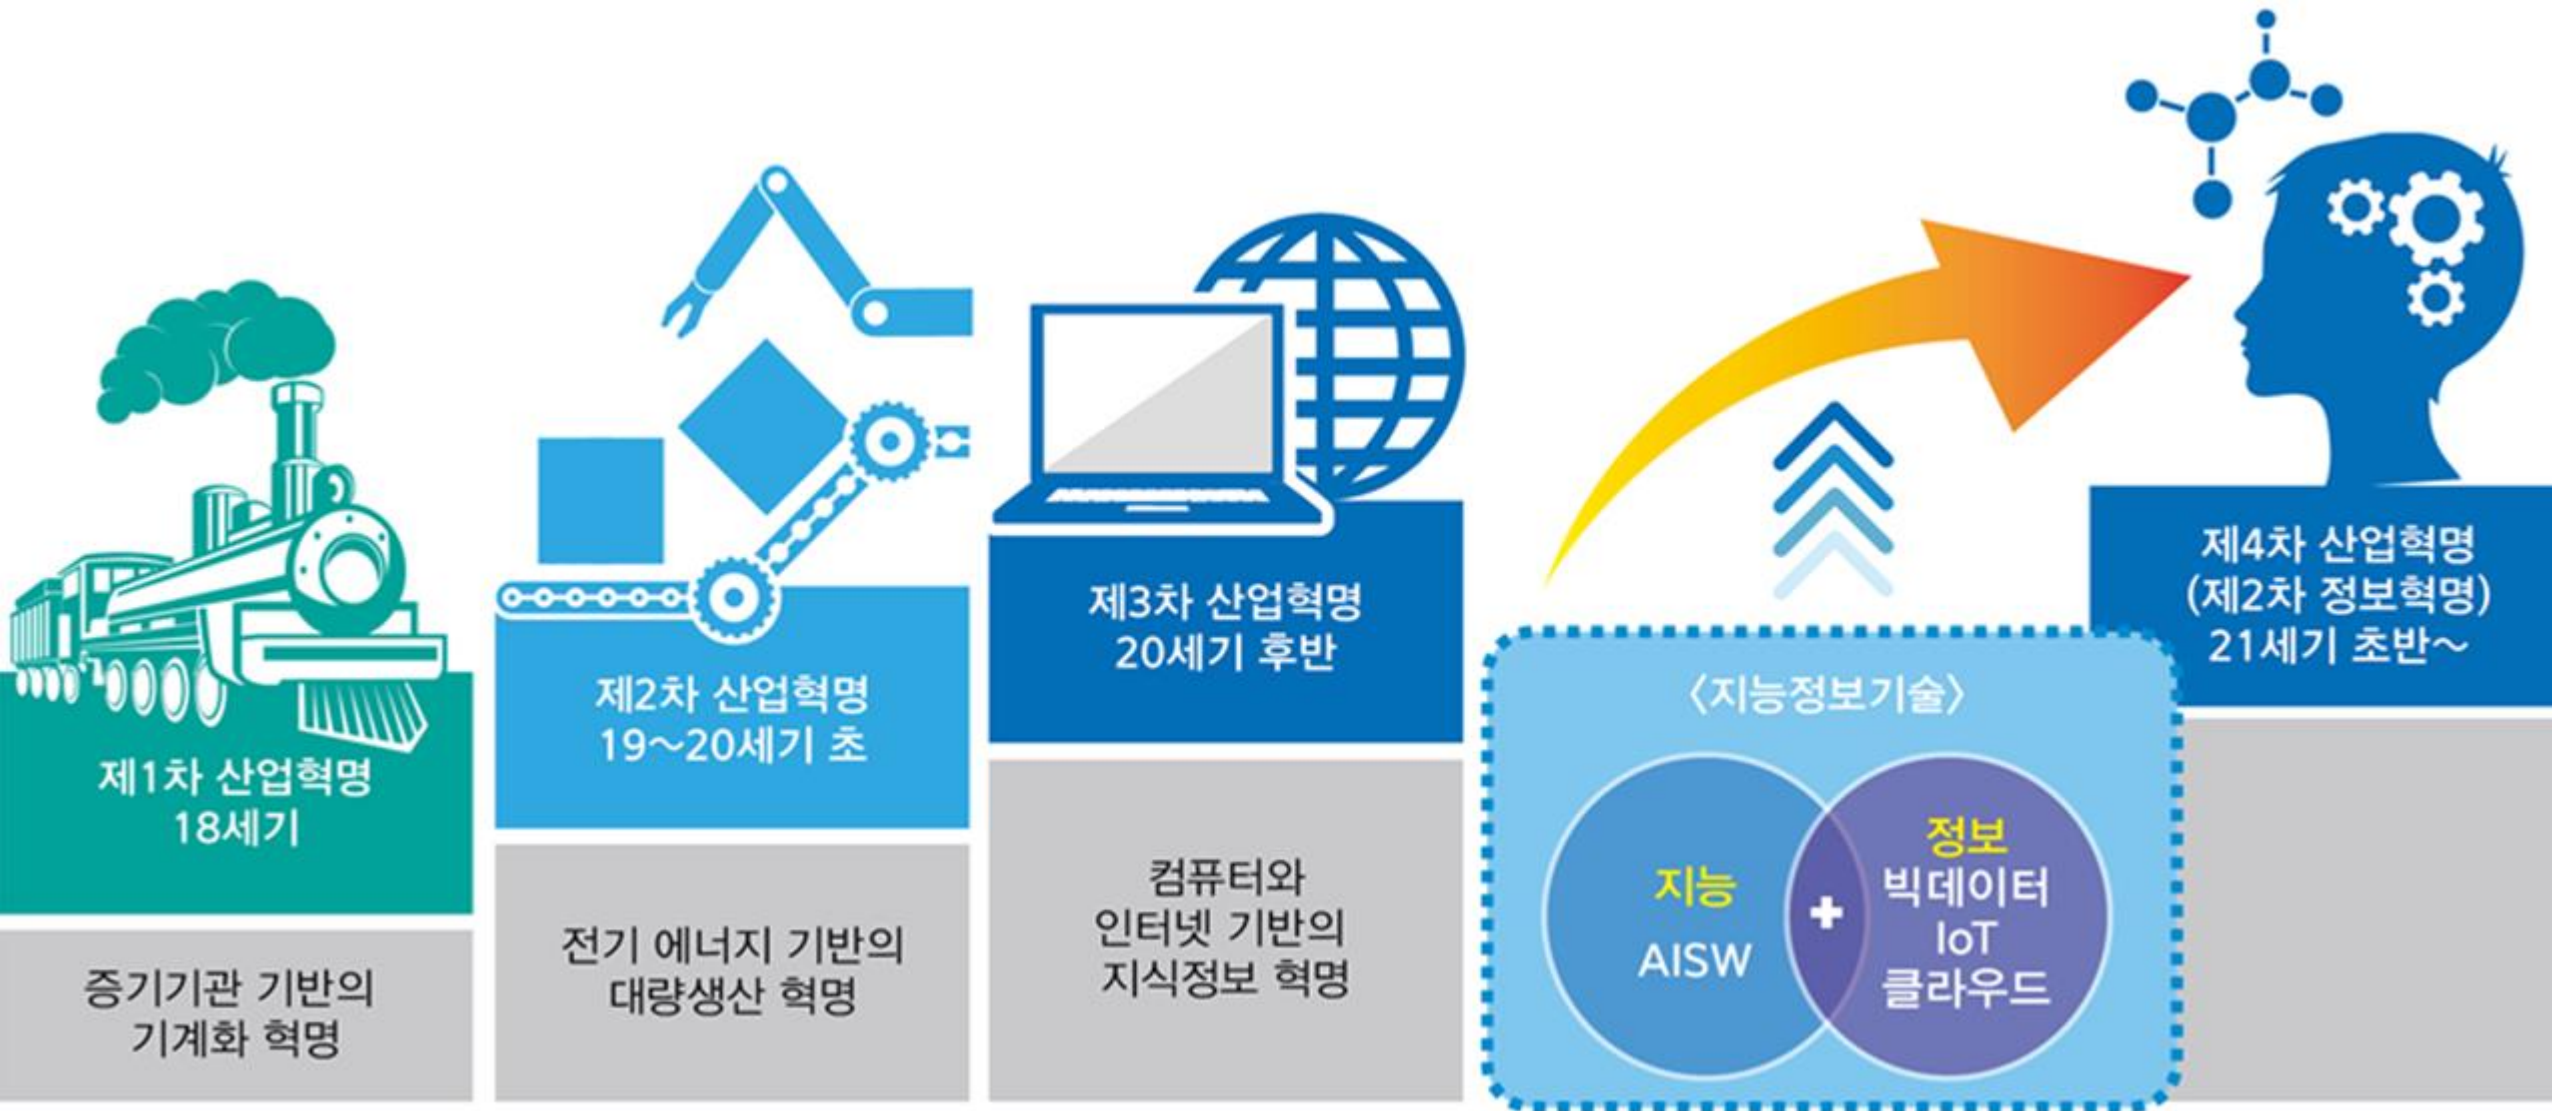 제1차 산업혁명
18세기
증기기관 기반의
기계화 혁명
제2차 산업혁명
19~20세기 초
전기 에너지 기반의
대량생산 혁명
제3차 산업혁명
20세기 후반
컴퓨터와
인터넷 기반의
지식정보 혁명
〈지능정보기술〉
지능
AISW
+
정보
빅데이터
IoT
클라우드
제4차 산업혁명
(제2차 정보혁명)
21세기 초반~